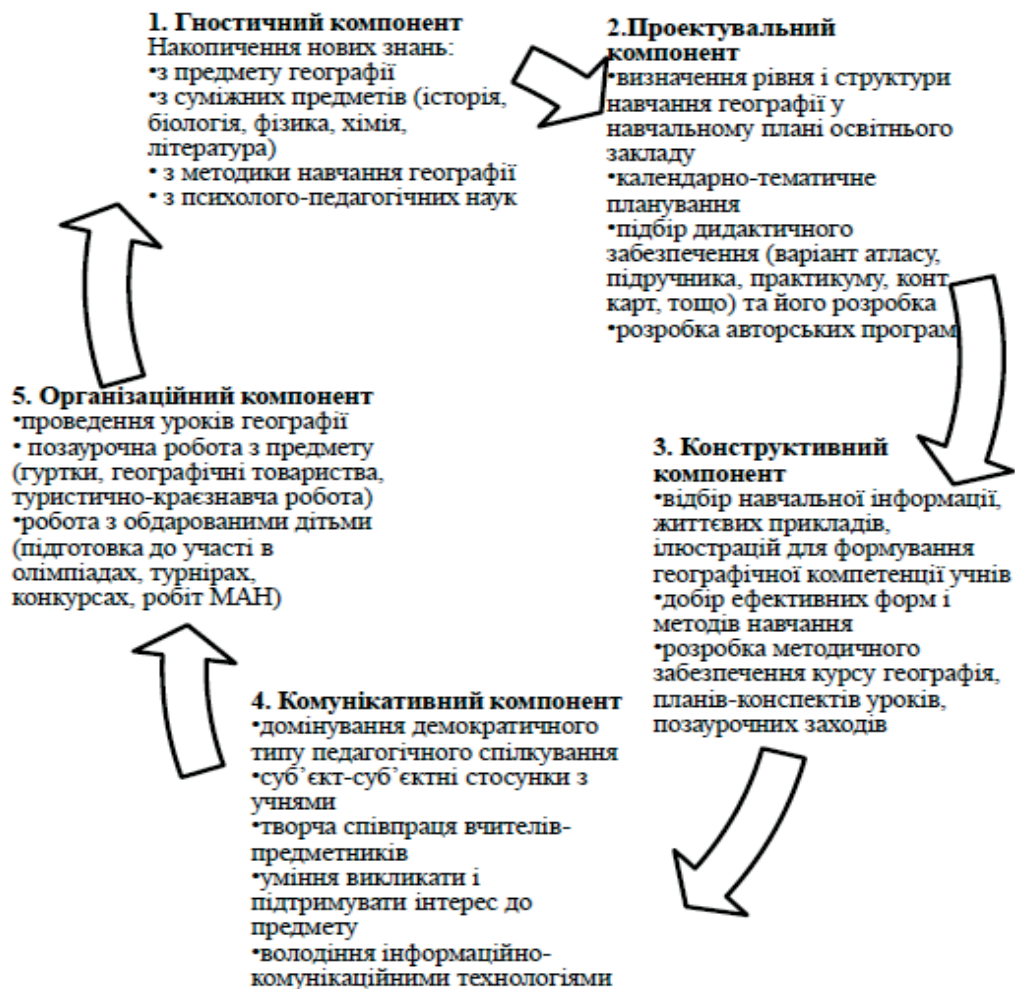 1. Гностичний компонент
Накопичення нових знань:
•з предмету географії
•з суміжних предметів (історія,
біологія, фізика, хімія,
література)
• з методики навчання географії
• з психолого-педагогічних наук
2.Проектувальний
компонент
•визначення рівня і структури
навчання географії у
навчальному плані освітнього
закладу
•календарно-тематичне
планування
•підбір дидактичного
забезпечення (варіант атласу,
підручника, практикуму, конт.
карт, тощо) та його розробка
•розробка авторських програм
3. Конструктивний
компонент
•відбір навчальної інформації,
життєвих прикладів,
ілюстрацій для формування
географічної компетенції учнів
•добір ефективних форм і
методів навчання
•розробка методичного
забезпечення курсу географія,
планів-конспектів уроків,
позаурочних заходів
4. Комунікативний компонент
•домінування демократичного
типу педагогічного спілкування
•суб’єкт-суб’єктні стосунки з
учнями
•творча співпраця вчителів-
предметників
•уміння викликати і
підтримувати інтерес до
предмету
•володіння інформаційно-
комунікаційними технологіями
5. Організаційний компонент
•проведення уроків географії
• позаурочна робота з предмету
(гуртки, географічні товариства,
туристично-краєзнавча робота)
•робота з обдарованими дітьми
(підготовка до участі в
олімпіадах, турнірах,
конкурсах, робіт МАН)